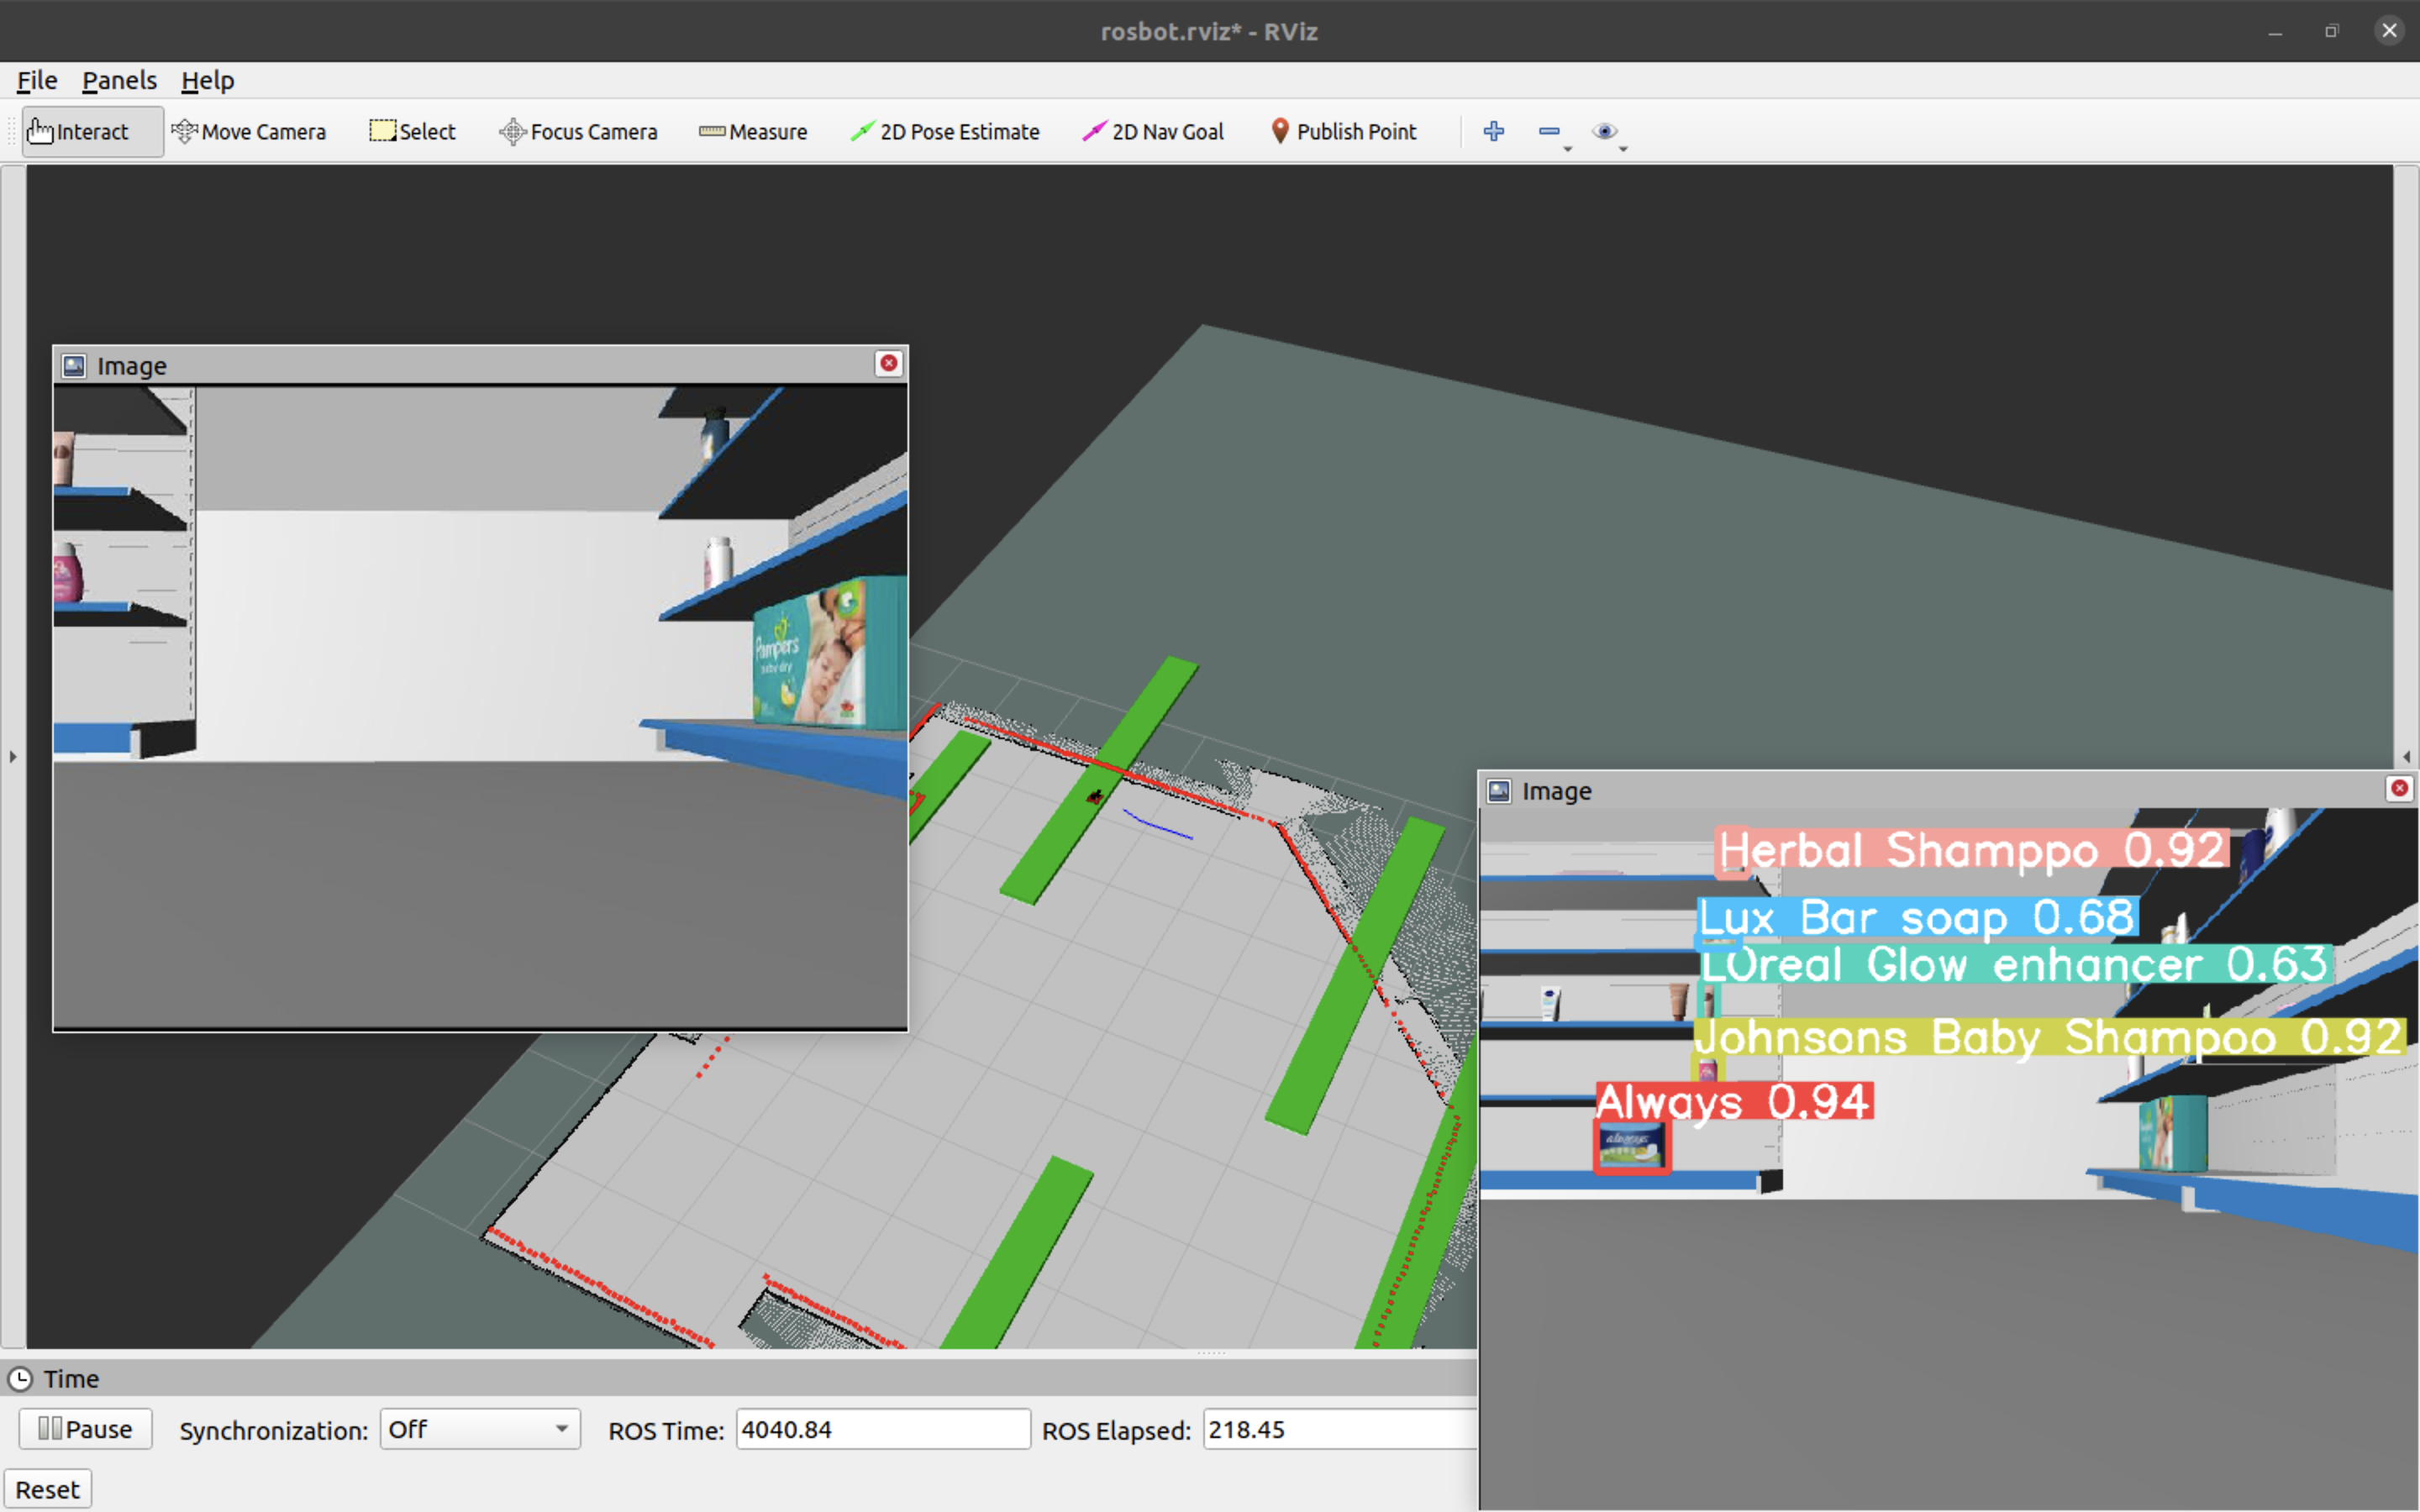 rosbot.rviz* - RViz
File Panels Help
Interact Move Camera Select Focus Camera Measure 2D Pose Estimate 2D Nav Goal Publish Point
Image
Pampers
baby dry
Image
Herbal Shamppo 0.92
Lux Bar soap 0.68
LOreal Glow enhancer 0.63
Johnsons Baby Shampoo 0.92
Always 0.94
always
Time
Pause Synchronization: Off ROS Time: 4040.84 ROS Elapsed: 218.45
Reset